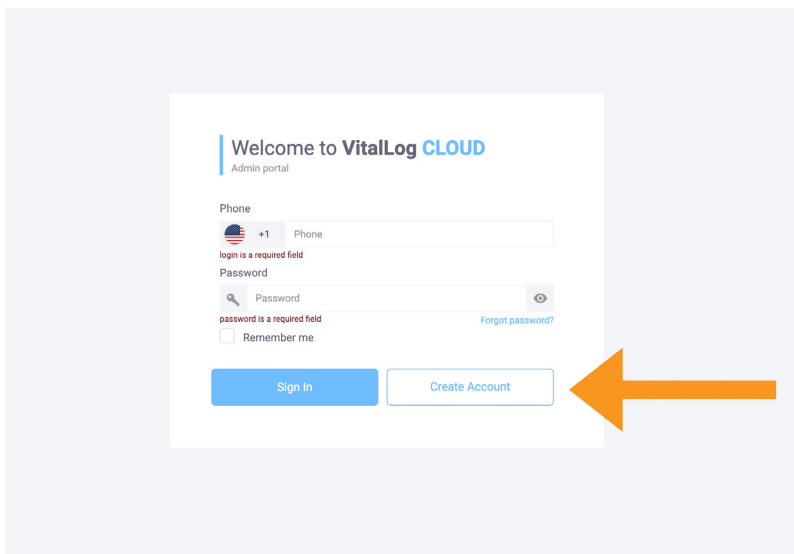 Welcome to VitalLog CLOUD
Admin portal
Phone
+1 Phone
login is a required field
Password
Password
password is a required field Forgot password?
Remember me
Sign In Create Account